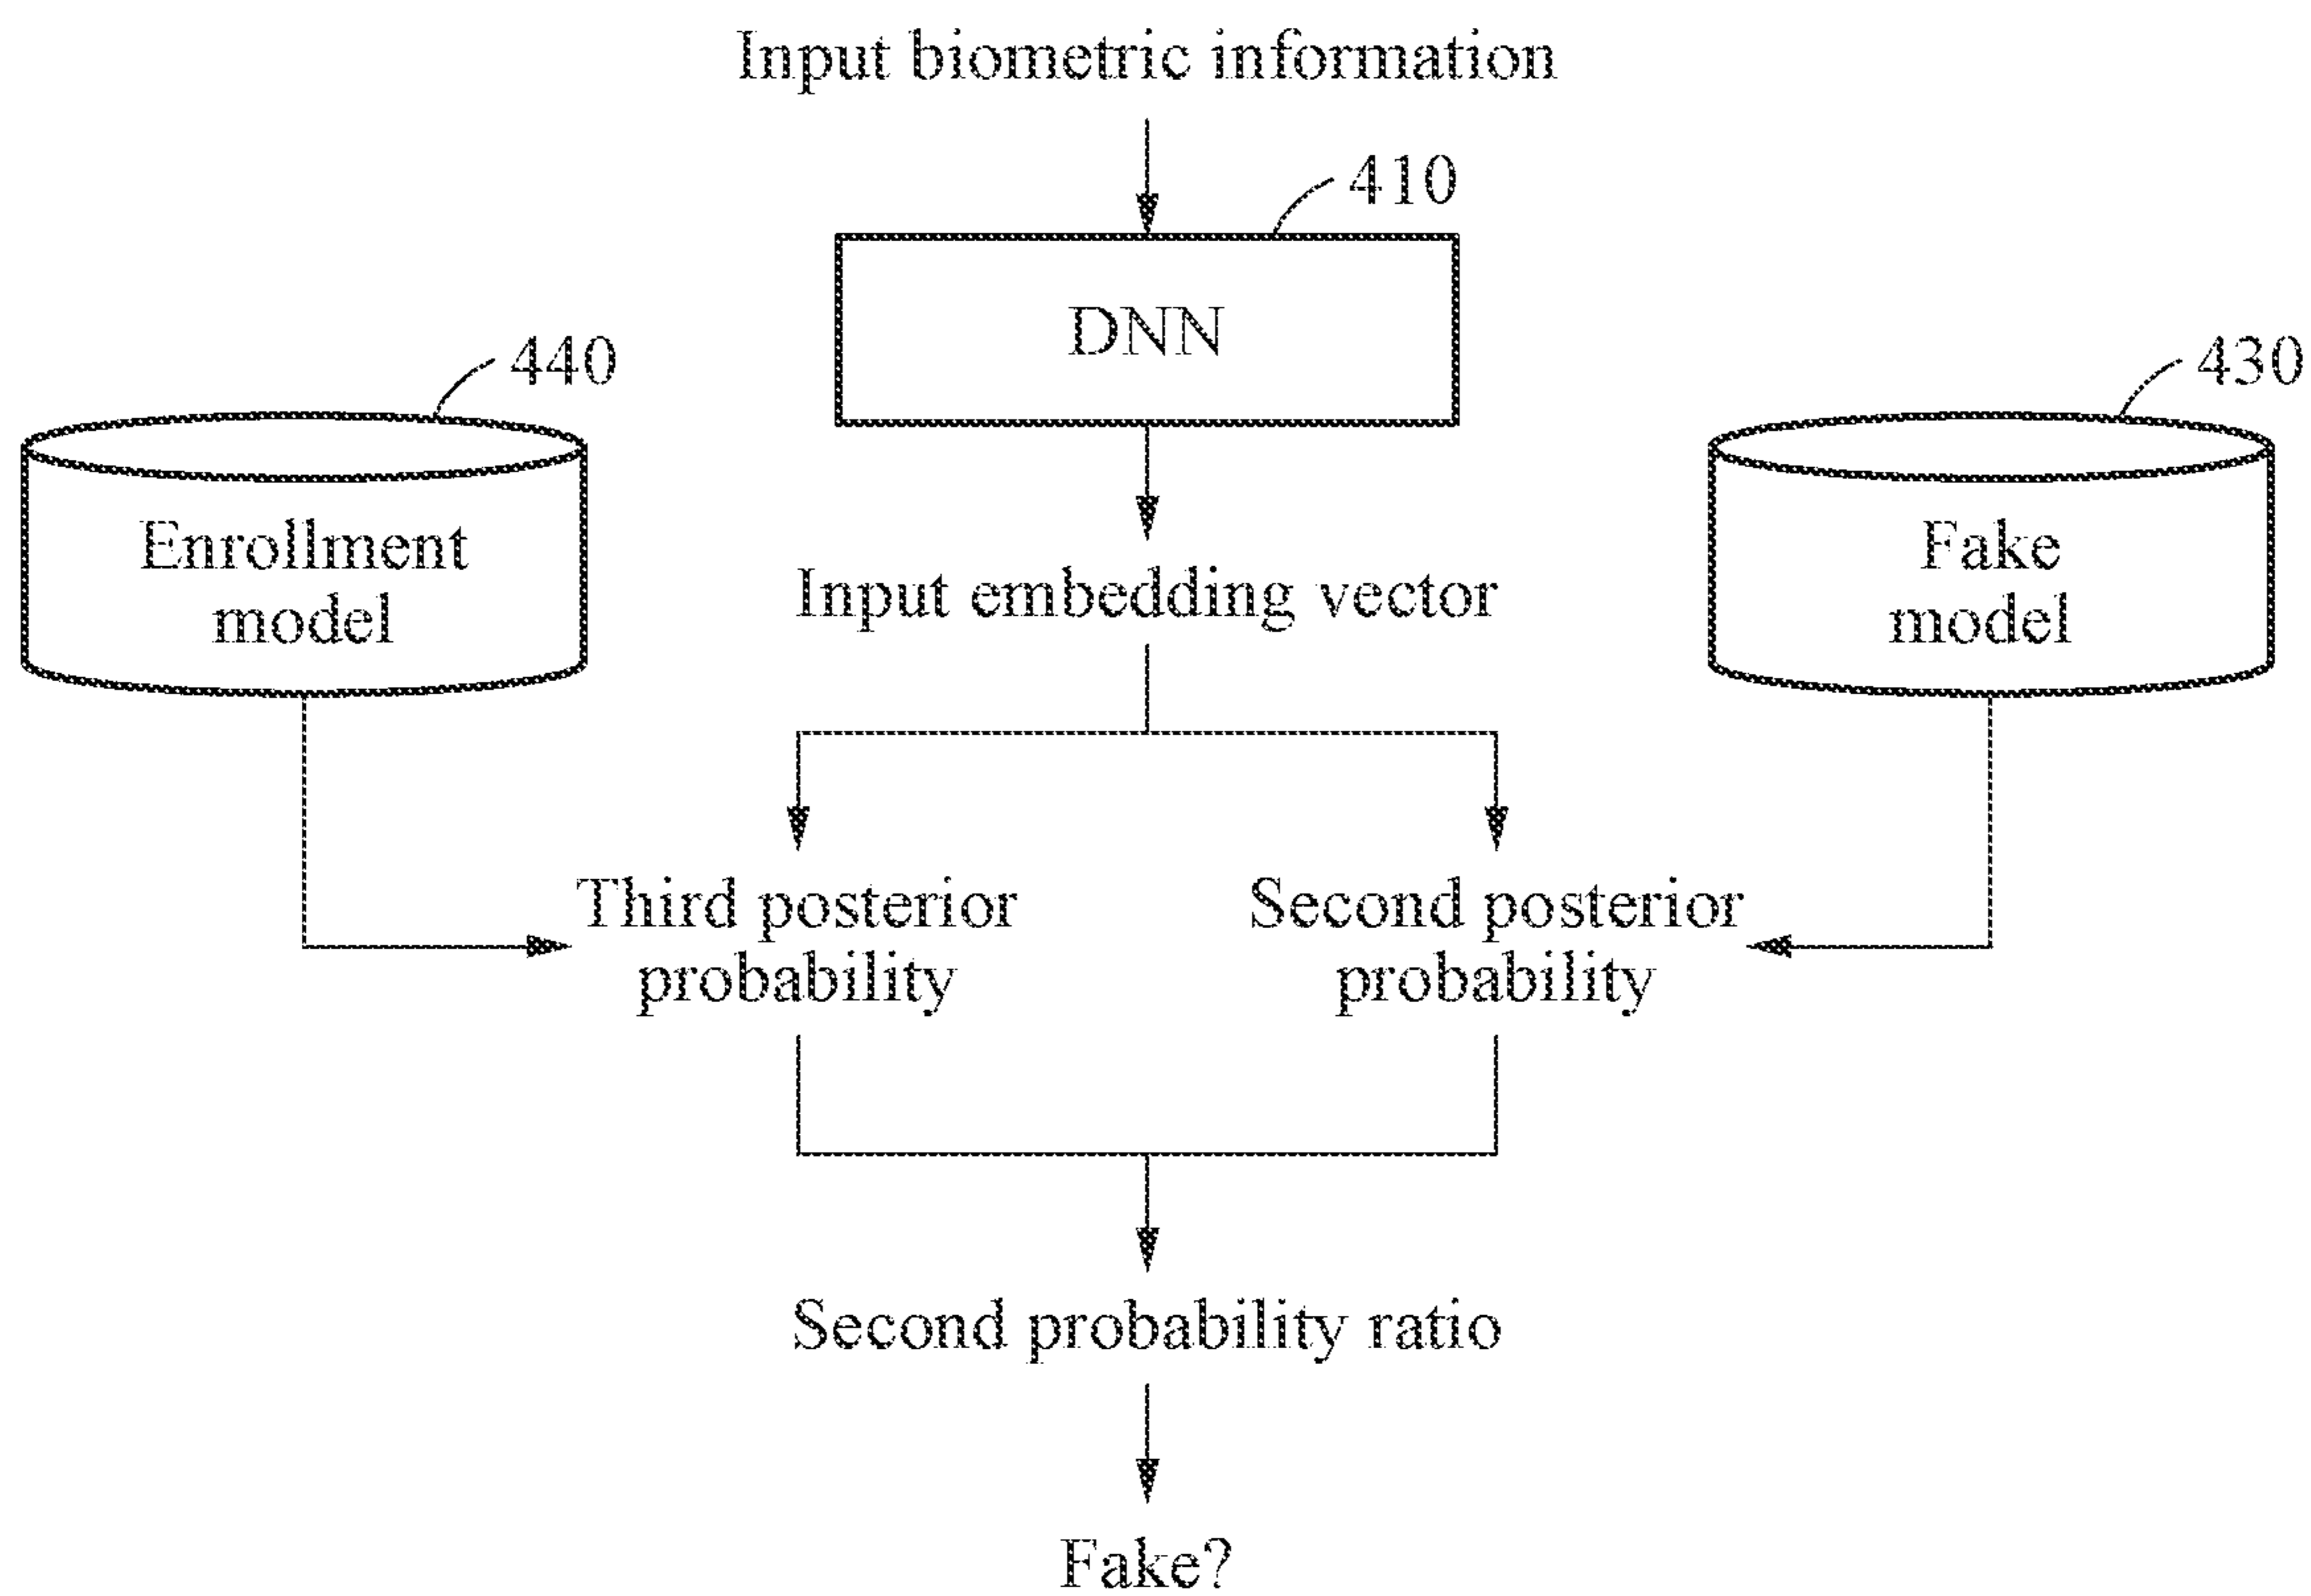 Input biometric information
410
DNN
440
430
Enrollment
model
Fake
model
Input embedding vector
Third posterior
probability
Second posterior
probability
Second probability ratio
Fake?